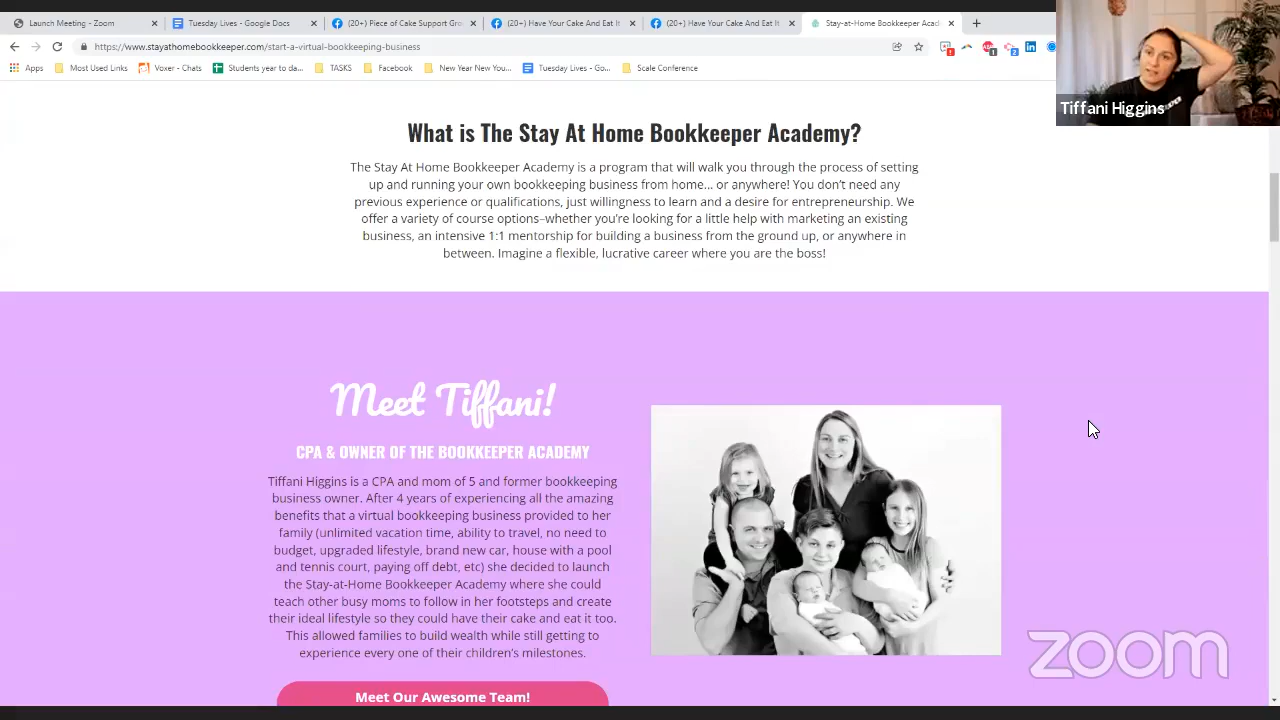 Launch Meeting - Zoom
Tuesday Lives - Google Docs
(20+) Piece of Cake Support Gro
(20+) Have Your Cake And Eat It
(20+) Have Your Cake And Eat It
Stay-at-Home Bookkeeper Acad
https://www.stayathomebookkeeper.com/start-a-virtual-bookkeeping-business
Apps
Most Used Links
Voxer - Chats
Students year to da...
TASKS
Facebook
New Year New You...
Tuesday Lives - Go...
Scale Conference
Tiffani Higgins
What is The Stay At Home Bookkeeper Academy?
The Stay At Home Bookkeeper Academy is a program that will walk you through the process of setting
up and running your own bookkeeping business from home... or anywhere! You don't need any
previous experience or qualifications, just willingness to learn and a desire for entrepreneurship. We
offer a variety of course options–whether you're looking for a little help with marketing an existing
business, an intensive 1:1 mentorship for building a business from the ground up, or anywhere in
between. Imagine a flexible, lucrative career where you are the boss!
Meet Tiffani!
CPA & OWNER OF THE BOOKKEEPER ACADEMY
Tiffani Higgins is a CPA and mom of 5 and former bookkeeping
business owner. After 4 years of experiencing all the amazing
benefits that a virtual bookkeeping business provided to her
family (unlimited vacation time, ability to travel, no need to
budget, upgraded lifestyle, brand new car, house with a pool
and tennis court, paying off debt, etc) she decided to launch
the Stay-at-Home Bookkeeper Academy where she could
teach other busy moms to follow in her footsteps and create
their ideal lifestyle so they could have their cake and eat it too.
This allowed families to build wealth while still getting to
experience every one of their children's milestones.
Meet Our Awesome Team!
zoom